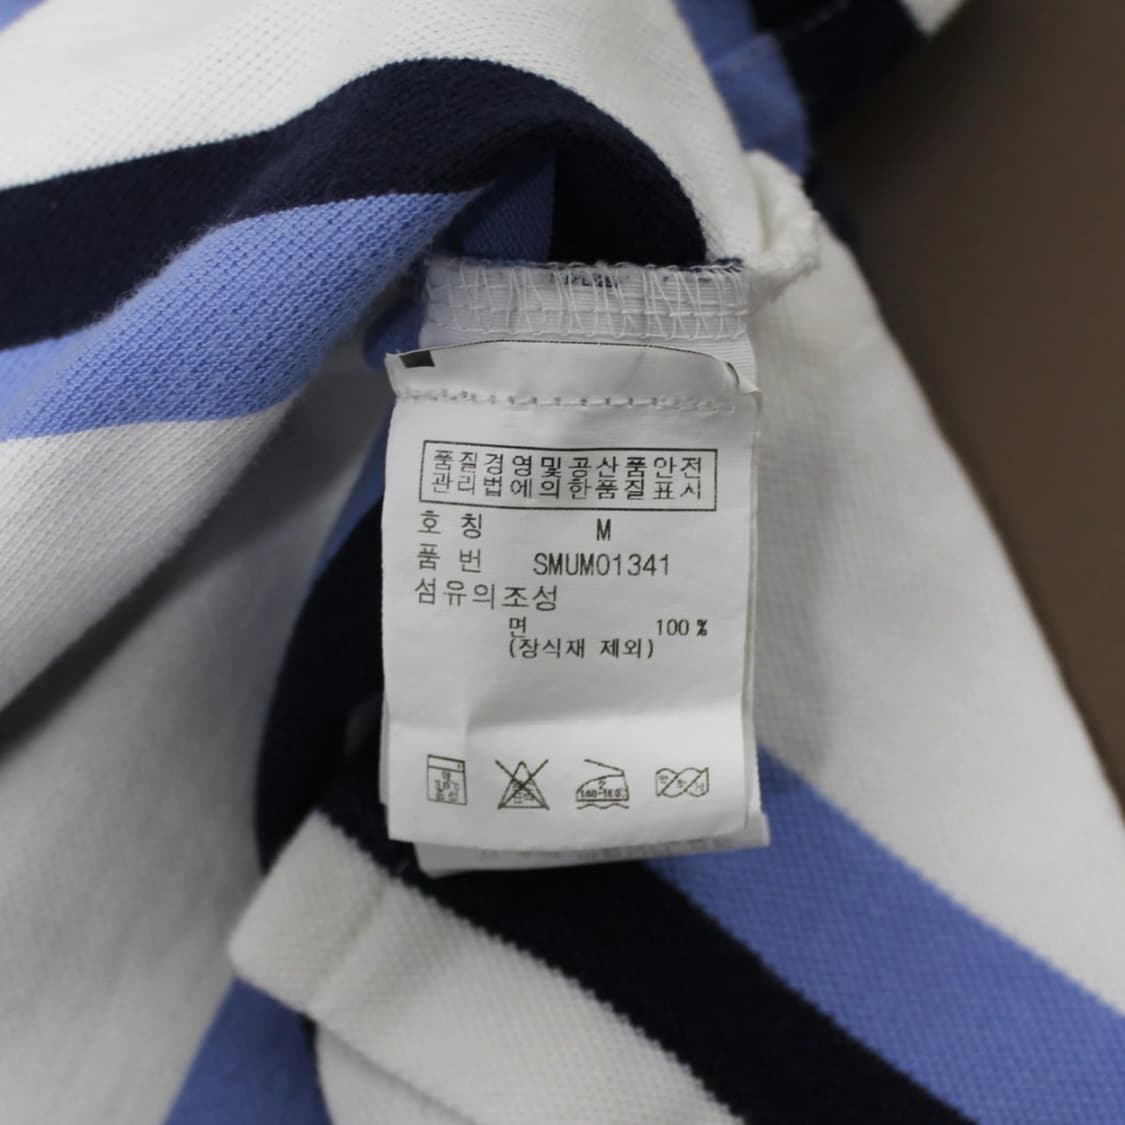 품질경영및공산품안전
관리법에의한품질표시
호 칭 M
품 번 SMUM01341
섬유의조성
면 100 %
(장식재 제외)